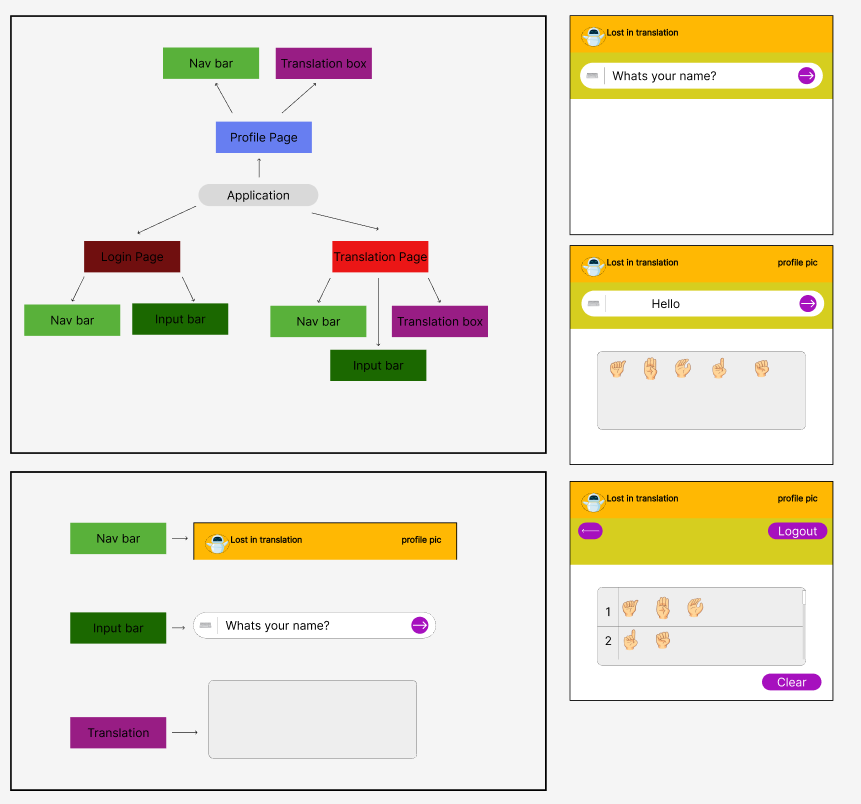 Nav bar
Translation box
Profile Page
Application
Login Page
Translation Page
Nav bar
Input bar
Nav bar
Translation box
Input bar
Nav bar
Lost in translation
profile pic
Input bar
Whats your name?
Translation
Lost in translation
Whats your name?
Lost in translation
profile pic
Hello
Lost in translation
profile pic
Logout
1
2
Clear